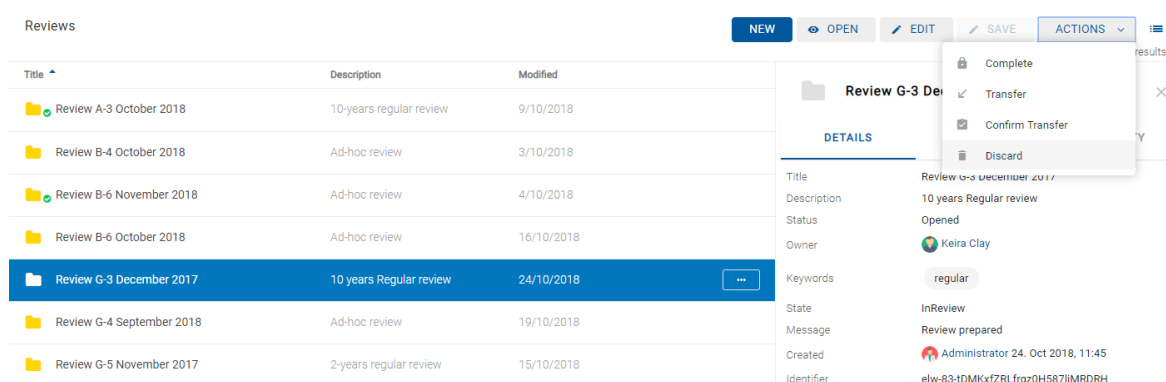 Reviews
NEW
OPEN
EDIT
SAVE
ACTIONS
results
Title Description Modified
Review A-3 October 2018 10-years regular review 9/10/2018
Review B-4 October 2018 Ad-hoc review 3/10/2018
Review B-6 November 2018 Ad-hoc review 4/10/2018
Review B-6 October 2018 Ad-hoc review 16/10/2018
Review G-3 December 2017 10 years Regular review 24/10/2018 ...
Review G-4 September 2018 Ad-hoc review 19/10/2018
Review G-5 November 2017 2-years regular review 15/10/2018
Complete
Transfer
Confirm Transfer
Discard
Review G-3 De
DETAILS
Y
Title Review G-3 December 2017
Description 10 years Regular review
Status Opened
Owner Keira Clay
Keywords regular
State InReview
Message Review prepared
Created Administrator 24. Oct 2018, 11:45
Identifier